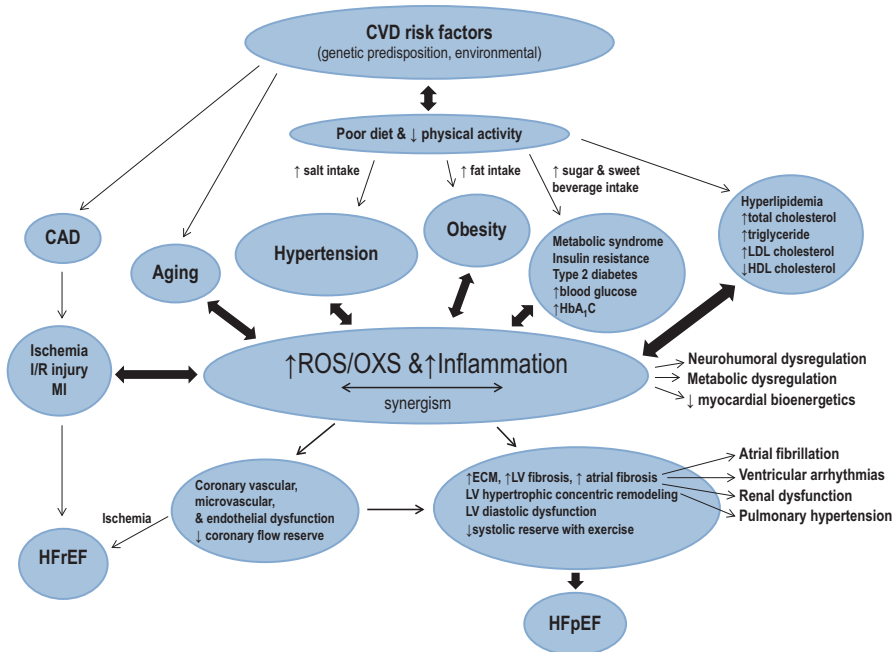 CVD risk factors
(genetic predisposition, environmental)
Poor diet & ↓ physical activity
↑ salt intake
↑ fat intake
↑ sugar & sweet
beverage intake
CAD
Aging
Hypertension
Obesity
Metabolic syndrome
Insulin resistance
Type 2 diabetes
↑blood glucose
↑HbA₁C
Hyperlipidemia
↑total cholesterol
↑triglyceride
↑LDL cholesterol
↓HDL cholesterol
Ischemia
I/R injury
MI
↑ROS/OXS &↑Inflammation
synergism
Neurohumoral dysregulation
Metabolic dysregulation
↓ myocardial bioenergetics
Coronary vascular,
microvascular,
& endothelial dysfunction
↓ coronary flow reserve
↑ECM, ↑LV fibrosis, ↑ atrial fibrosis
LV hypertrophic concentric remodeling
LV diastolic dysfunction
↓systolic reserve with exercise
Atrial fibrillation
Ventricular arrhythmias
Renal dysfunction
Pulmonary hypertension
Ischemia
HFrEF
HFpEF